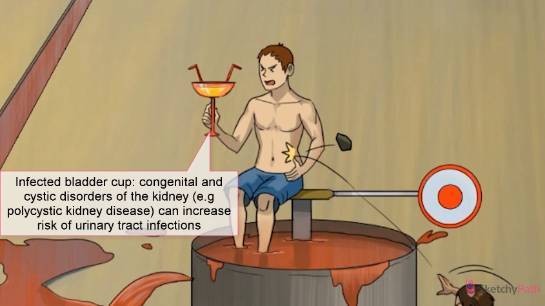 Infected bladder cup: congenital and
cystic disorders of the kidney (e.g
polycystic kidney disease) can increase
risk of urinary tract infections
SketchyPath